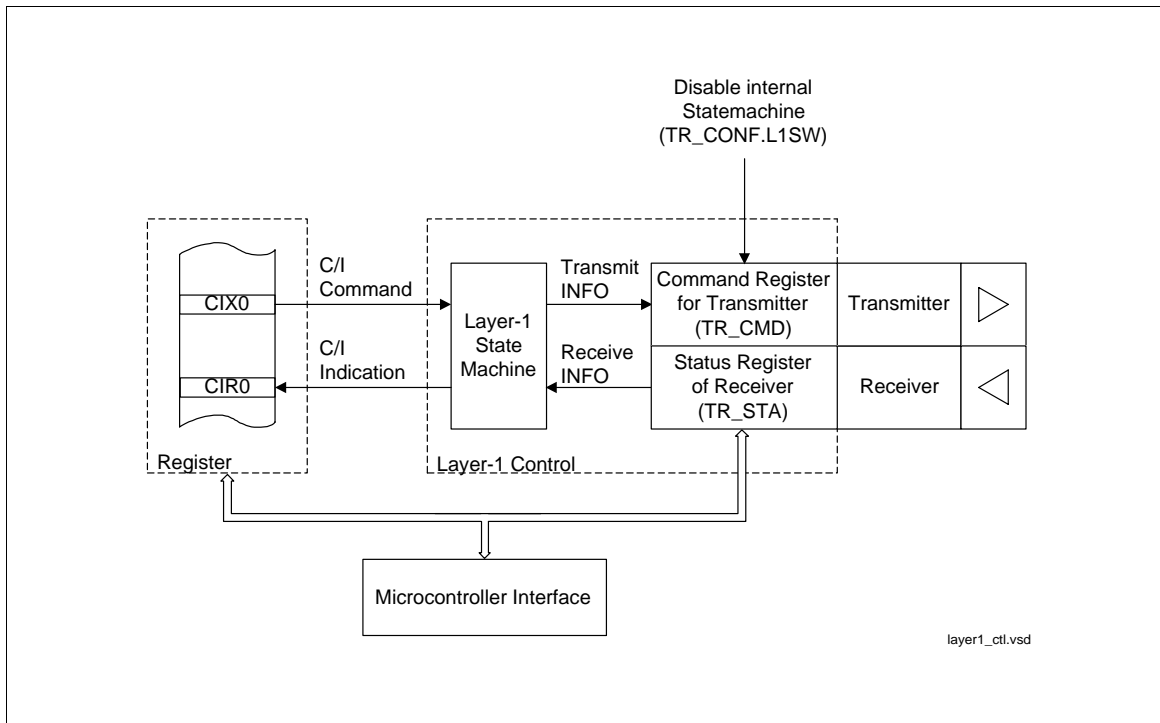 Disable internal
Statemachine
(TR_CONF.L1SW)
C/I
Command
CIX0
C/I
Indication
CIR0
Register
Layer-1
State
Machine
Transmit
INFO
Receive
INFO
Command Register
for Transmitter
(TR_CMD)
Transmitter
Status Register
of Receiver
(TR_STA)
Receiver
Layer-1 Control
Microcontroller Interface
layer1_ctl.vsd